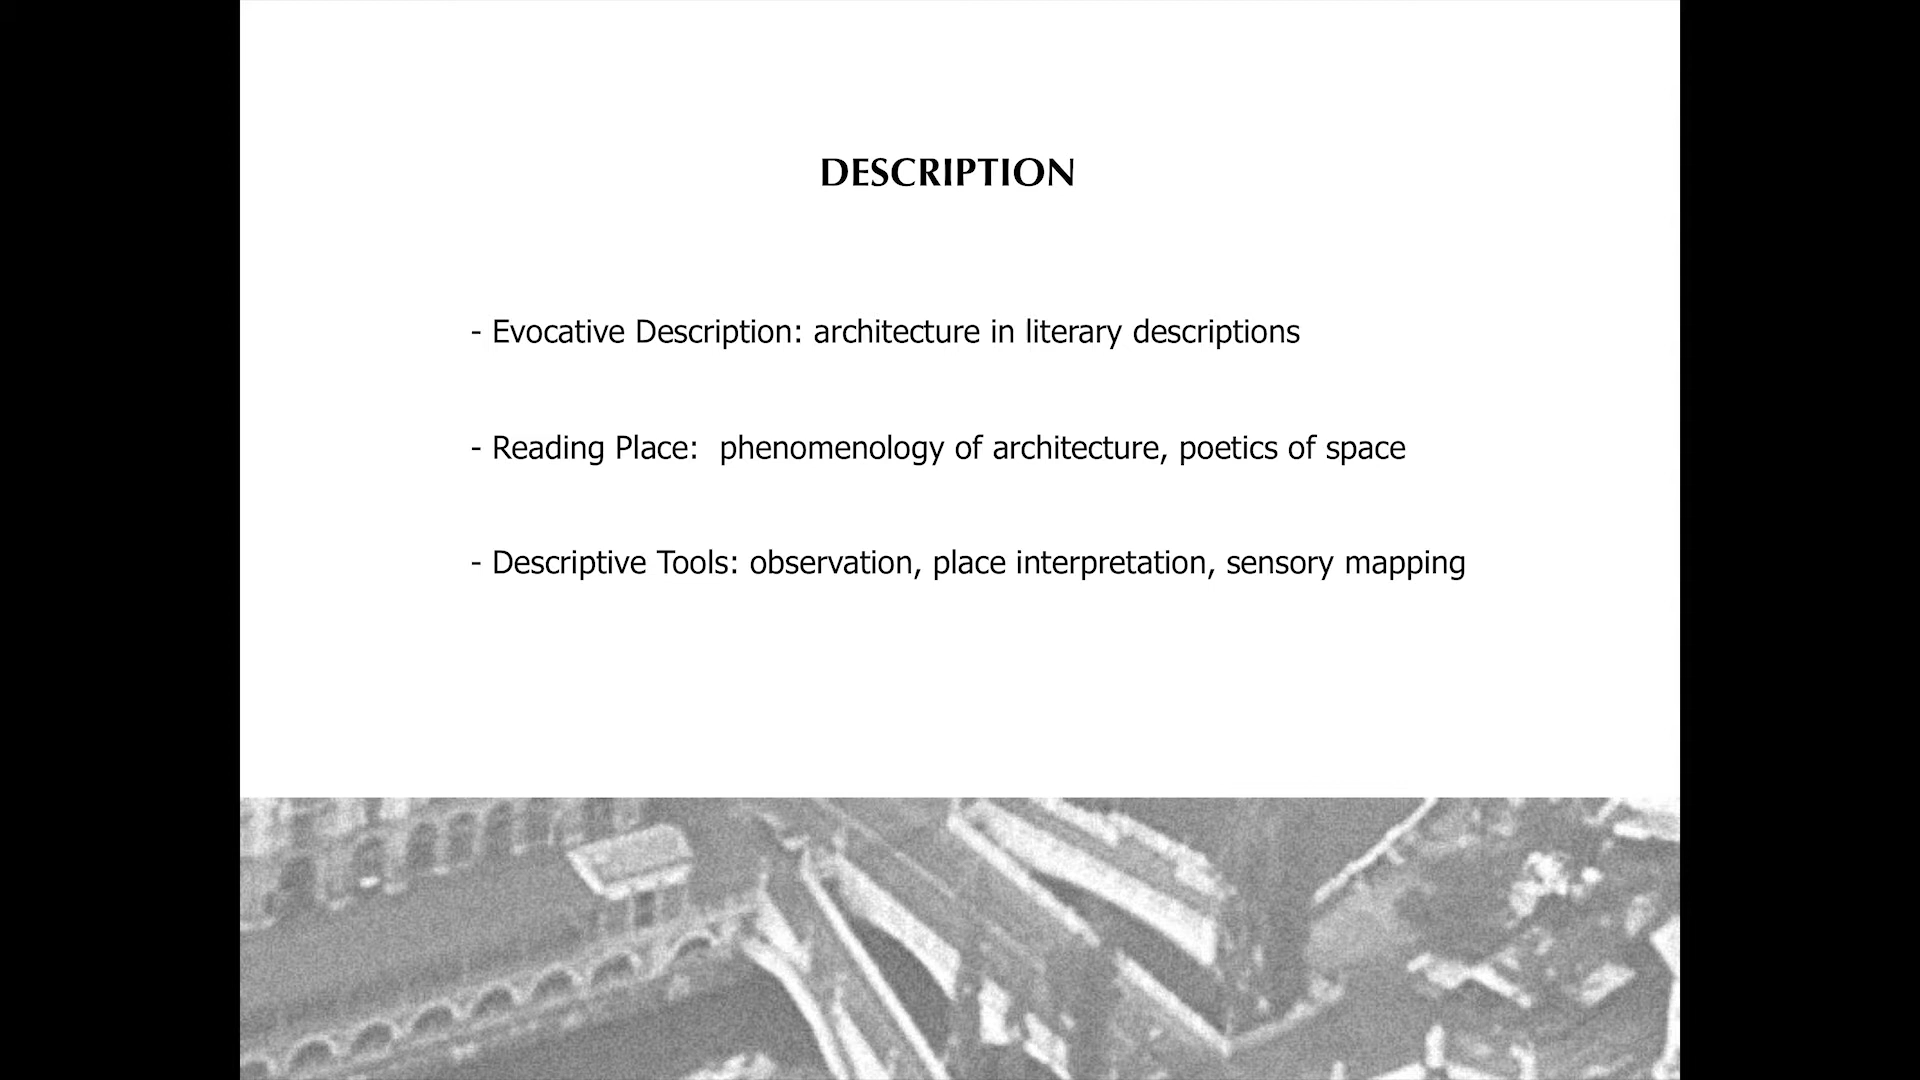 DESCRIPTION
- Evocative Description: architecture in literary descriptions
- Reading Place:  phenomenology of architecture, poetics of space
- Descriptive Tools: observation, place interpretation, sensory mapping